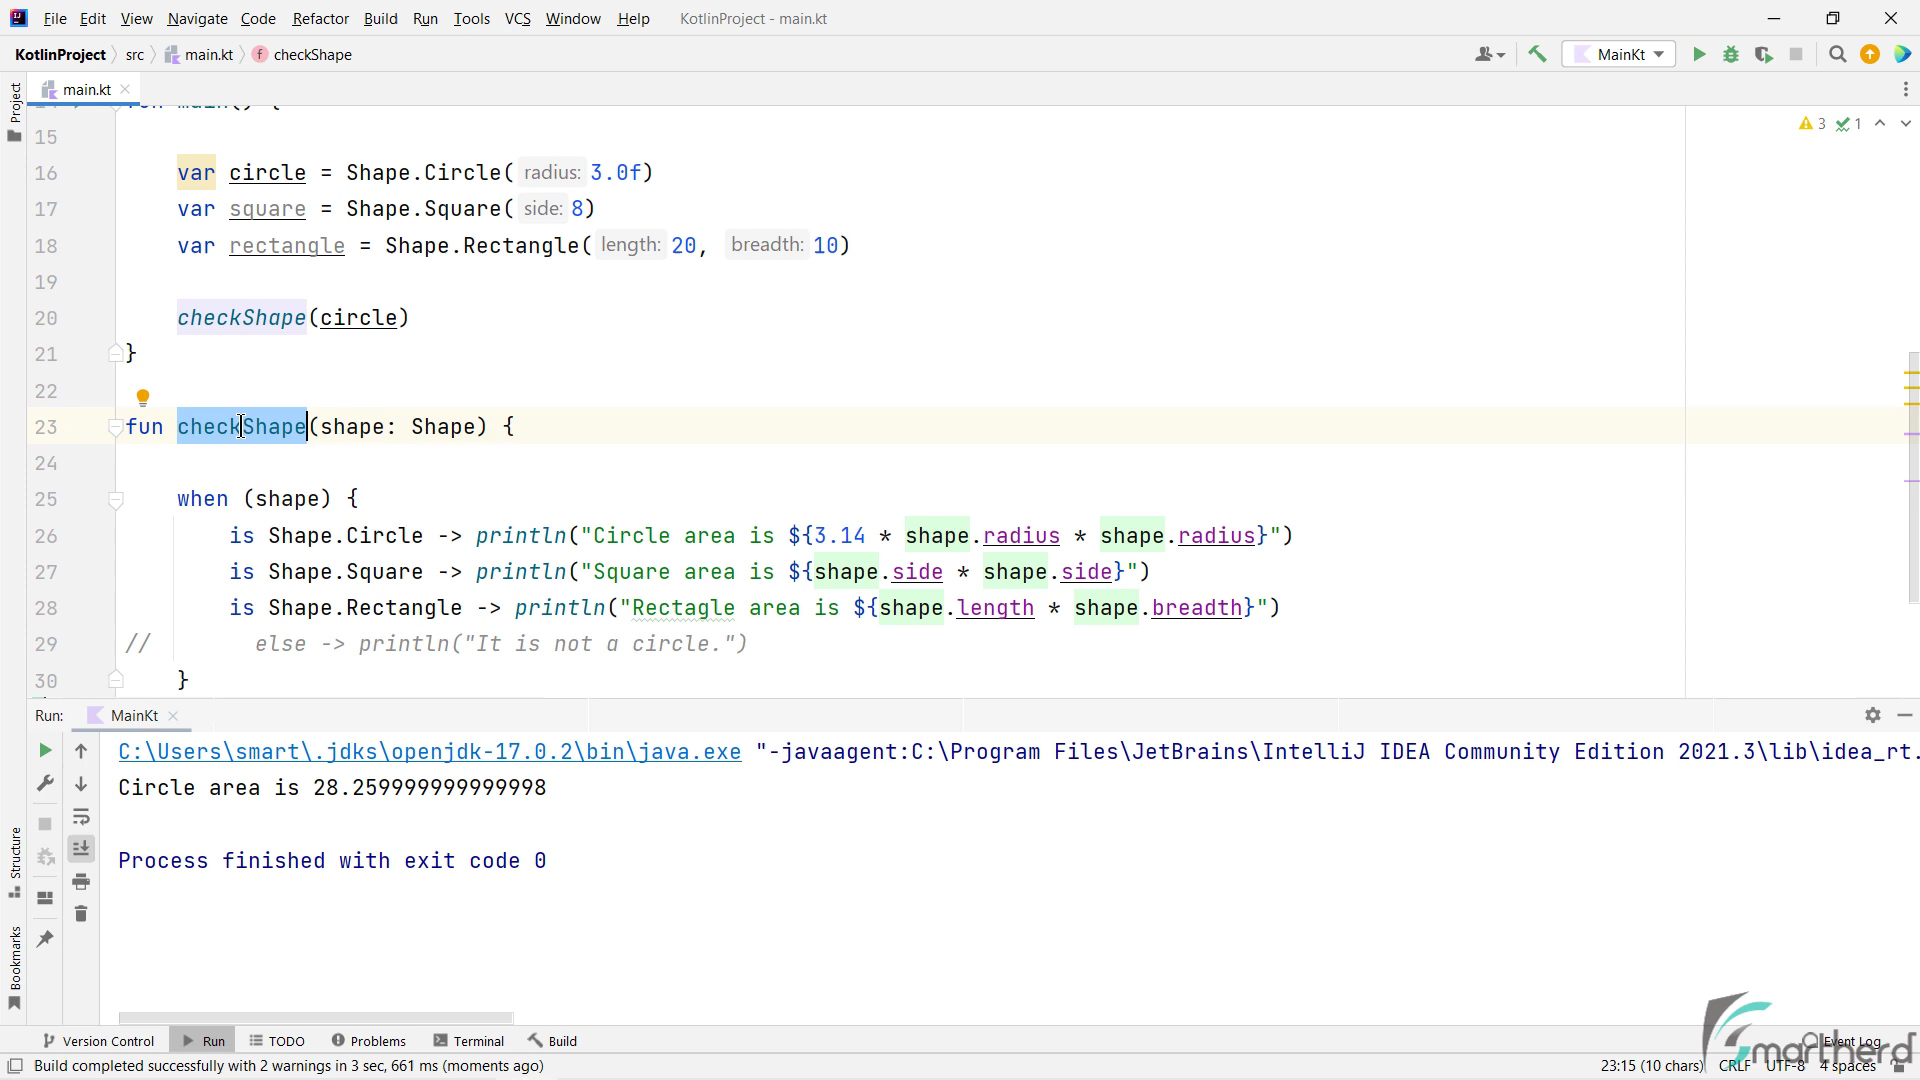 File Edit View Navigate Code Refactor Build Run Tools VCS Window Help KotlinProject - main.kt
KotlinProject src main.kt f checkShape MainKt
Project
main.kt
3 1
15
16 var circle = Shape.Circle( radius: 3.0f)
17 var square = Shape.Square( side: 8)
18 var rectangle = Shape.Rectangle( length: 20, breadth: 10)
19
20 checkShape(circle)
21 }
22
23 fun checkShape(shape: Shape) {
24
25 when (shape) {
26 is Shape.Circle -> println("Circle area is ${3.14 * shape.radius * shape.radius}")
27 is Shape.Square -> println("Square area is ${shape.side * shape.side}")
28 is Shape.Rectangle -> println("Rectagle area is ${shape.length * shape.breadth}")
29 // else -> println("It is not a circle.")
30 }
Run: MainKt
C:\Users\smart\.jdks\openjdk-17.0.2\bin\java.exe "-javaagent:C:\Program Files\JetBrains\IntelliJ IDEA Community Edition 2021.3\lib\idea_rt.
Circle area is 28.259999999999998
Process finished with exit code 0
Structure
Bookmarks
Version Control Run TODO Problems Terminal Build Event Log
smartherd
Build completed successfully with 2 warnings in 3 sec, 661 ms (moments ago) 23:15 (10 chars) CRLF UTF-8 4 spaces